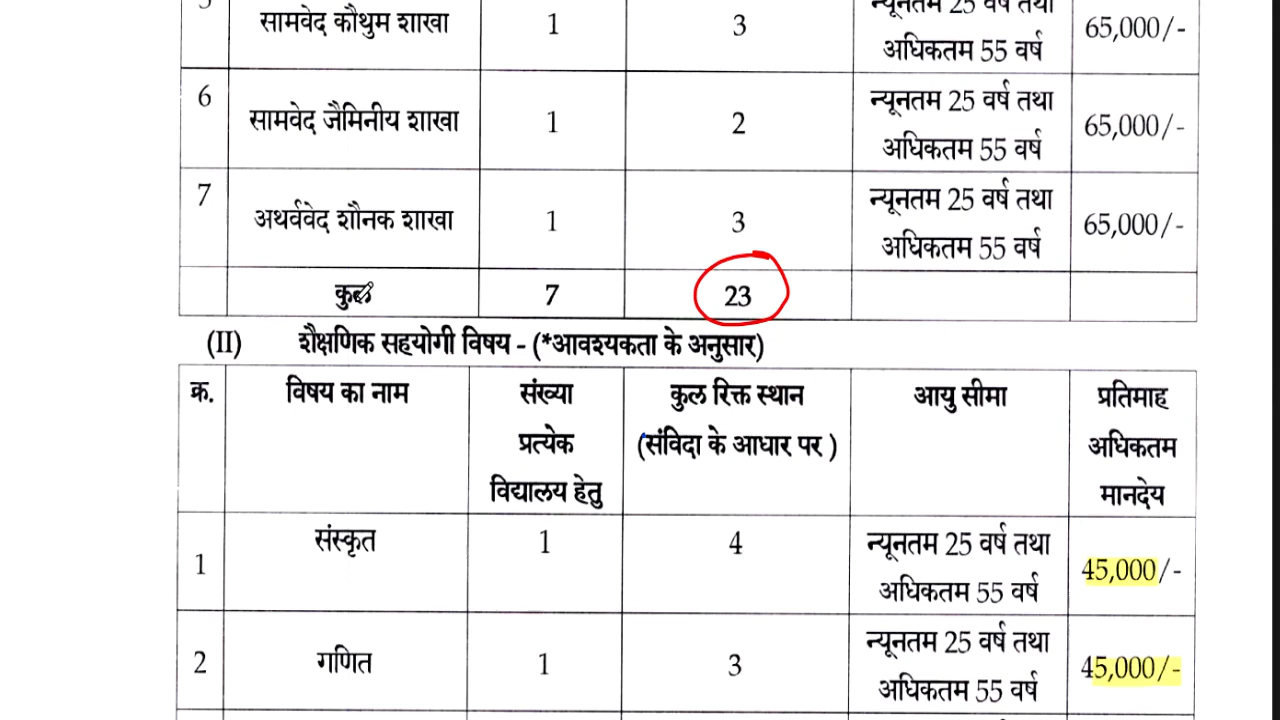 5 सामवेद कौथुम शाखा 1 3 न्यूनतम 25 वर्ष तथा 65,000/-
अधिकतम 55 वर्ष
6 सामवेद जैमिनीय शाखा 1 2 न्यूनतम 25 वर्ष तथा 65,000/-
अधिकतम 55 वर्ष
7 अथर्ववेद शौनक शाखा 1 3 न्यूनतम 25 वर्ष तथा 65,000/-
अधिकतम 55 वर्ष
कुल 7 23
(II) शैक्षणिक सहयोगी विषय - (*आवश्यकता के अनुसार)
क्र. विषय का नाम संख्या कुल रिक्त स्थान आयु सीमा प्रतिमाह
प्रत्येक (संविदा के आधार पर ) अधिकतम
विद्यालय हेतु मानदेय
1 संस्कृत 1 4 न्यूनतम 25 वर्ष तथा 45,000/-
अधिकतम 55 वर्ष
2 गणित 1 3 न्यूनतम 25 वर्ष तथा 45,000/-
अधिकतम 55 वर्ष